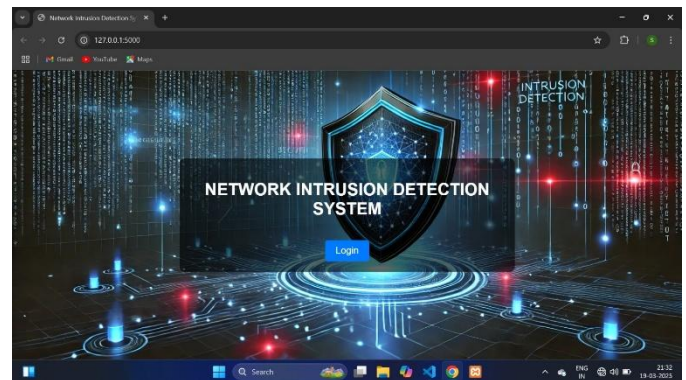 Network Intrusion Detection Sy
127.0.0.1:5000
S
Gmail
YouTube
Maps
INTRUSION
DETECTION
NETWORK INTRUSION DETECTION
SYSTEM
Login
Search
ENG
IN
21:32
19-03-2025